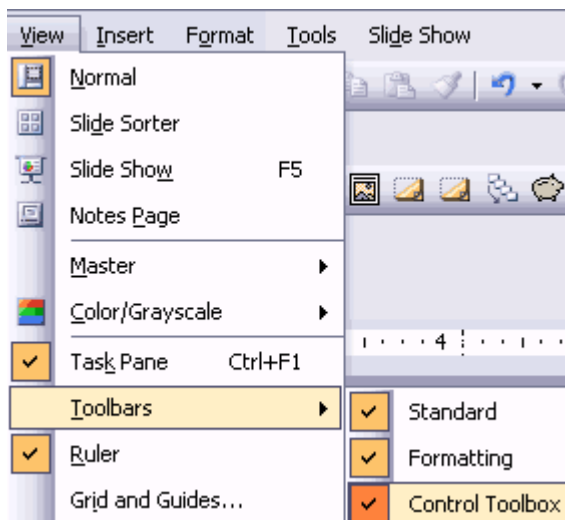 View Insert Format Tools Slide Show
Normal
Slide Sorter
Slide Show F5
Notes Page
Master
Color/Grayscale
4
Task Pane Ctrl+F1
Toolbars
Standard
Ruler
Formatting
Grid and Guides...
Control Toolbox